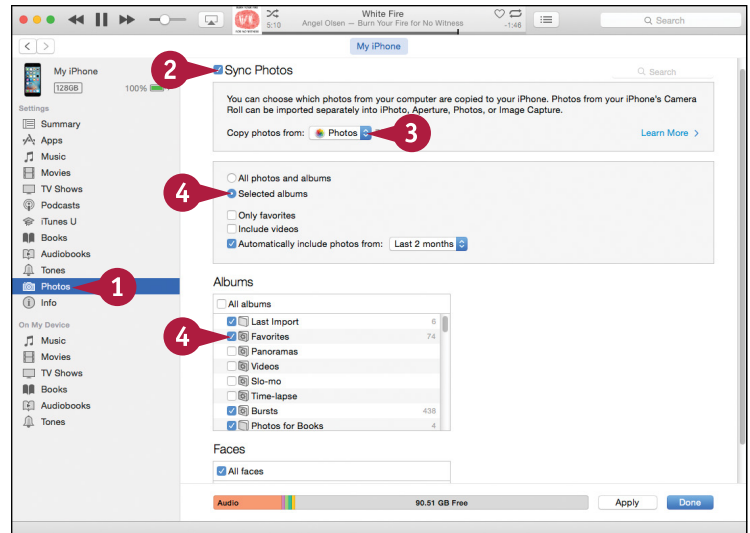 White Fire
5:10 Angel Olsen — Burn Your Fire for No Witness -1:46
Search
My iPhone
My iPhone
128GB 100%
Settings
Summary
Apps
Music
Movies
TV Shows
Podcasts
iTunes U
Books
Audiobooks
Tones
Photos
Info
On My Device
Music
Movies
TV Shows
Books
Audiobooks
Tones
1
2
Sync Photos
Search
You can choose which photos from your computer are copied to your iPhone. Photos from your iPhone's Camera
Roll can be imported separately into iPhoto, Aperture, Photos, or Image Capture.
Copy photos from: Photos
3
Learn More >
All photos and albums
4
Selected albums
Only favorites
Include videos
Automatically include photos from: Last 2 months
Albums
All albums
Last Import 6
4
Favorites 74
Panoramas
Videos
Slo-mo
Time-lapse
Bursts 438
Photos for Books 4
Faces
All faces
Audio 90.51 GB Free Apply Done